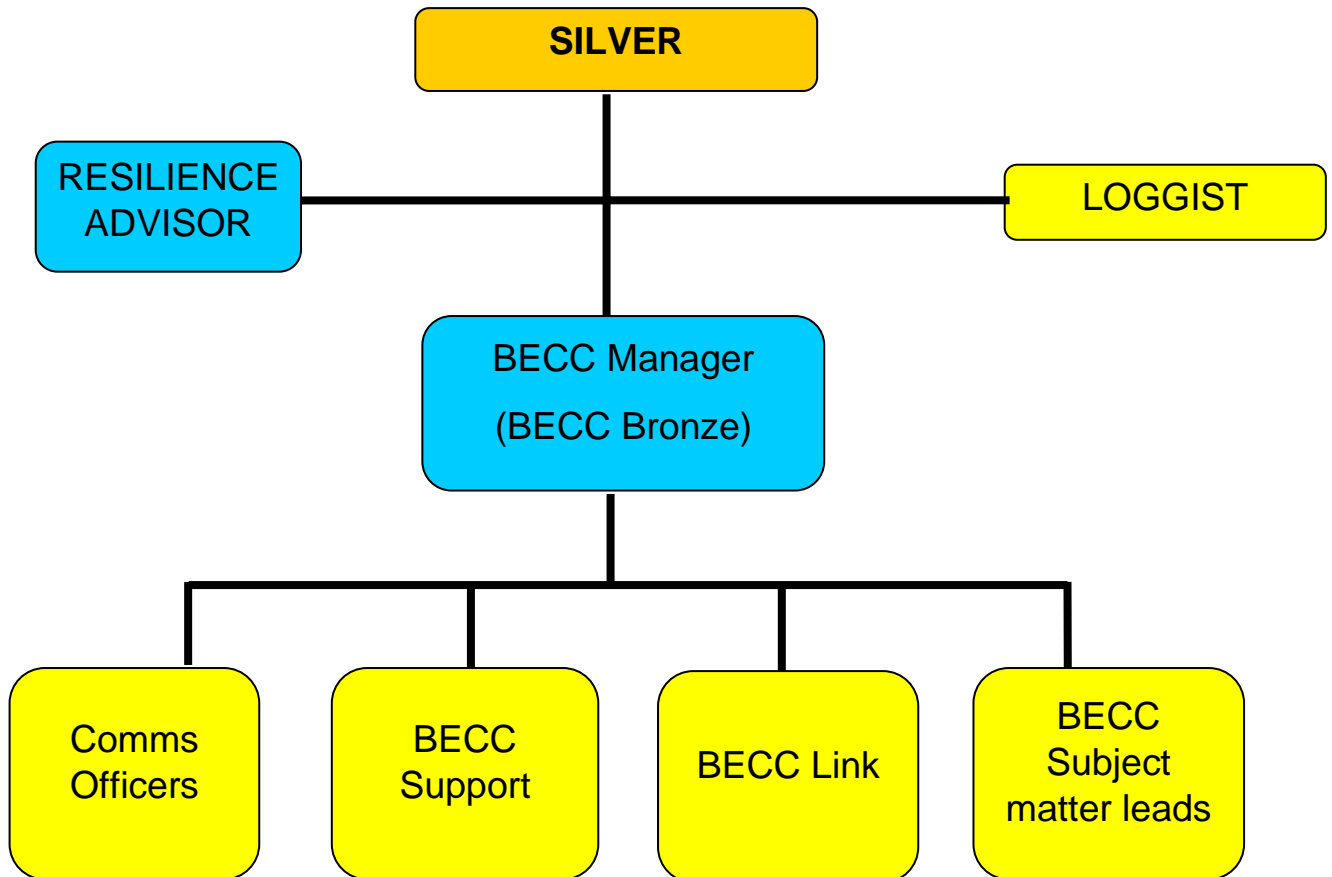 SILVER
RESILIENCE
ADVISOR
LOGGIST
BECC Manager
(BECC Bronze)
Comms
Officers
BECC
Support
BECC Link
BECC
Subject
matter leads